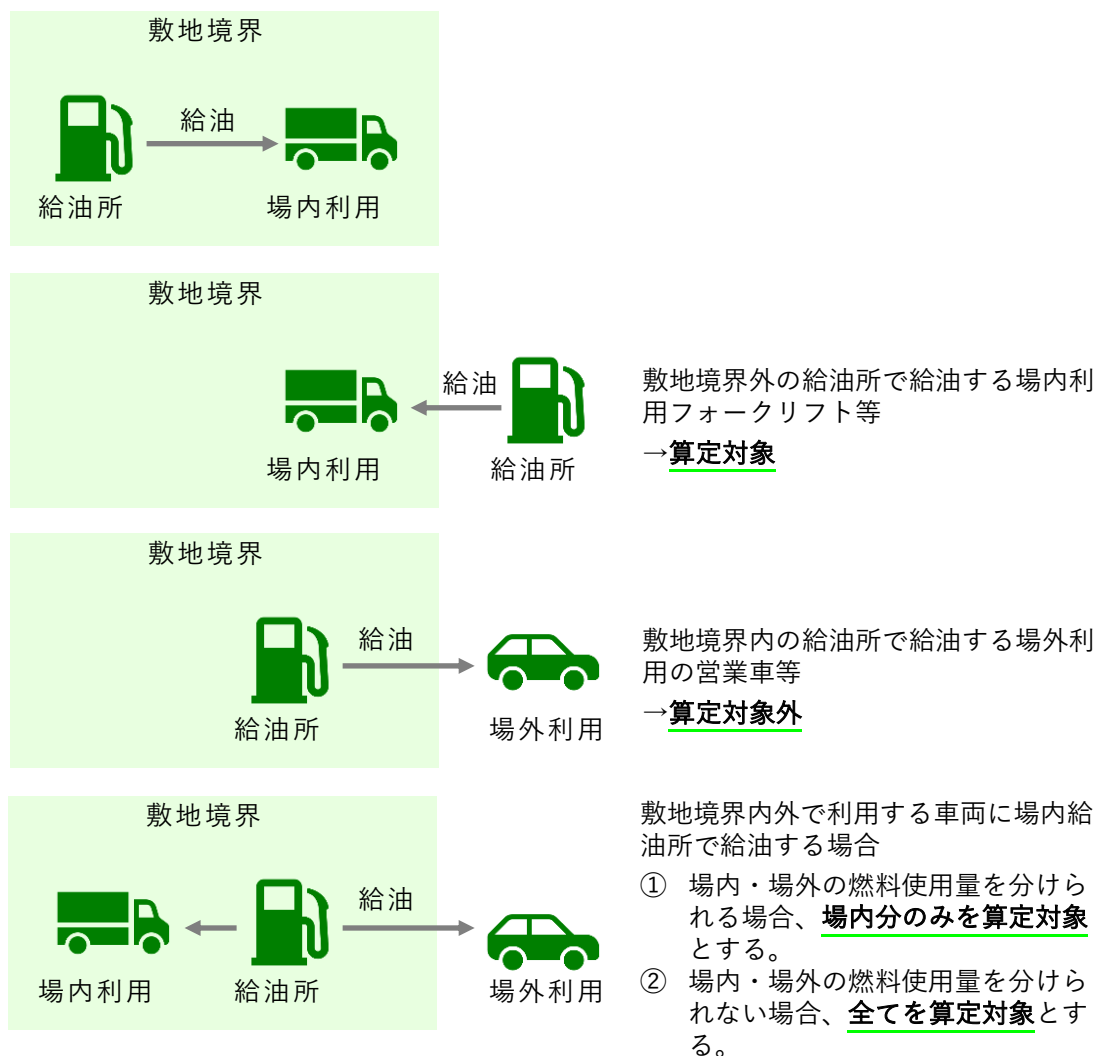 敷地境界
給油
給油所
場内利用
敷地境界
給油
場内利用
給油所
敷地境界外の給油所で給油する場内利
用フォークリフト等
→算定対象
敷地境界
給油
給油所
場外利用
敷地境界内の給油所で給油する場外利
用の営業車等
→算定対象外
敷地境界
給油
場内利用
給油所
場外利用
敷地境界内外で利用する車両に場内給
油所で給油する場合
① 場内・場外の燃料使用量を分けら
れる場合、場内分のみを算定対象
とする。
② 場内・場外の燃料使用量を分けら
れない場合、全てを算定対象とす
る。